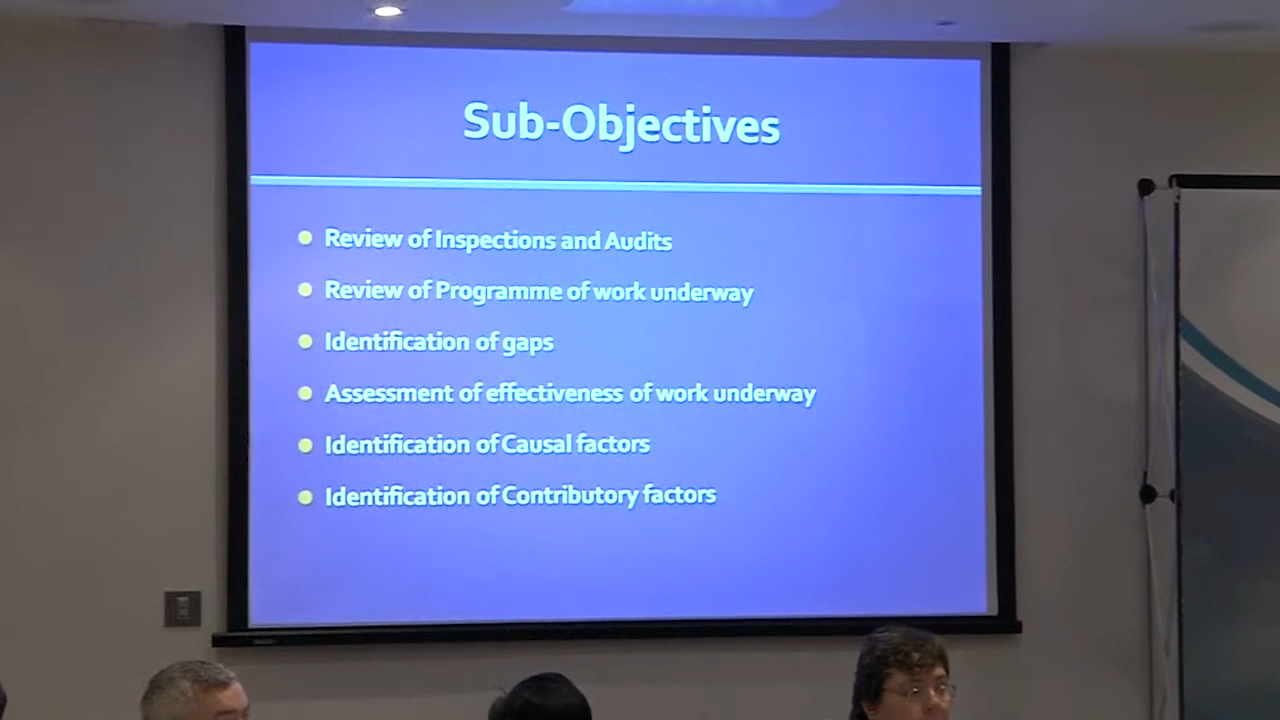 Sub-Objectives
Review of Inspections and Audits
Review of Programme of work underway
Identification of gaps
Assessment of effectiveness of work underway
Identification of Causal factors
Identification of Contributory factors